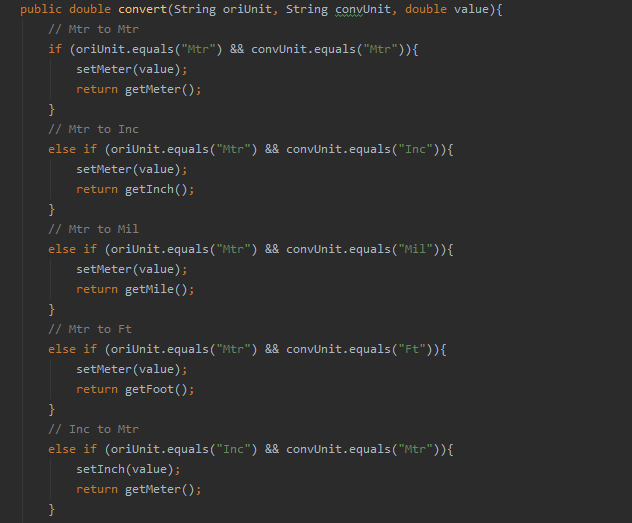 public double convert(String oriUnit, String convUnit, double value){
// Mtr to Mtr
if (oriUnit.equals("Mtr") && convUnit.equals("Mtr")){
setMeter(value);
return getMeter();
}
// Mtr to Inc
else if (oriUnit.equals("Mtr") && convUnit.equals("Inc")){
setMeter(value);
return getInch();
}
// Mtr to Mil
else if (oriUnit.equals("Mtr") && convUnit.equals("Mil")){
setMeter(value);
return getMile();
}
// Mtr to Ft
else if (oriUnit.equals("Mtr") && convUnit.equals("Ft")){
setMeter(value);
return getFoot();
}
// Inc to Mtr
else if (oriUnit.equals("Inc") && convUnit.equals("Mtr")){
setInch(value);
return getMeter();
}